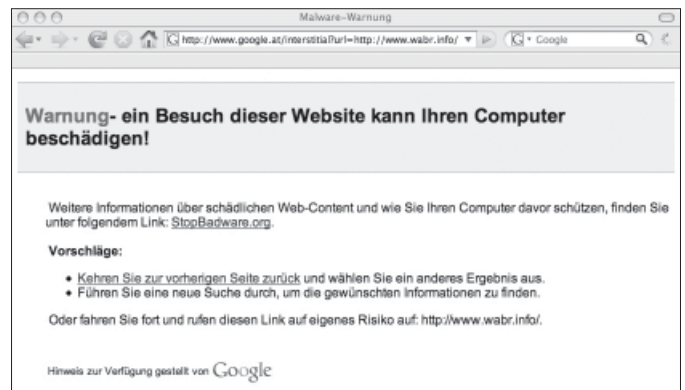 Malware-Warnung
http://www.google.at/interstitial?url=http://www.wabr.info/
Google
Warnung- ein Besuch dieser Website kann Ihren Computer
beschädigen!
Weitere Informationen über schädlichen Web-Content und wie Sie Ihren Computer davor schützen, finden Sie
unter folgendem Link: StopBadware.org.
Vorschläge:
• Kehren Sie zur vorherigen Seite zurück und wählen Sie ein anderes Ergebnis aus.
• Führen Sie eine neue Suche durch, um die gewünschten Informationen zu finden.
Oder fahren Sie fort und rufen diesen Link auf eigenes Risiko auf: http://www.wabr.info/.
Hinweis zur Verfügung gestellt von Google